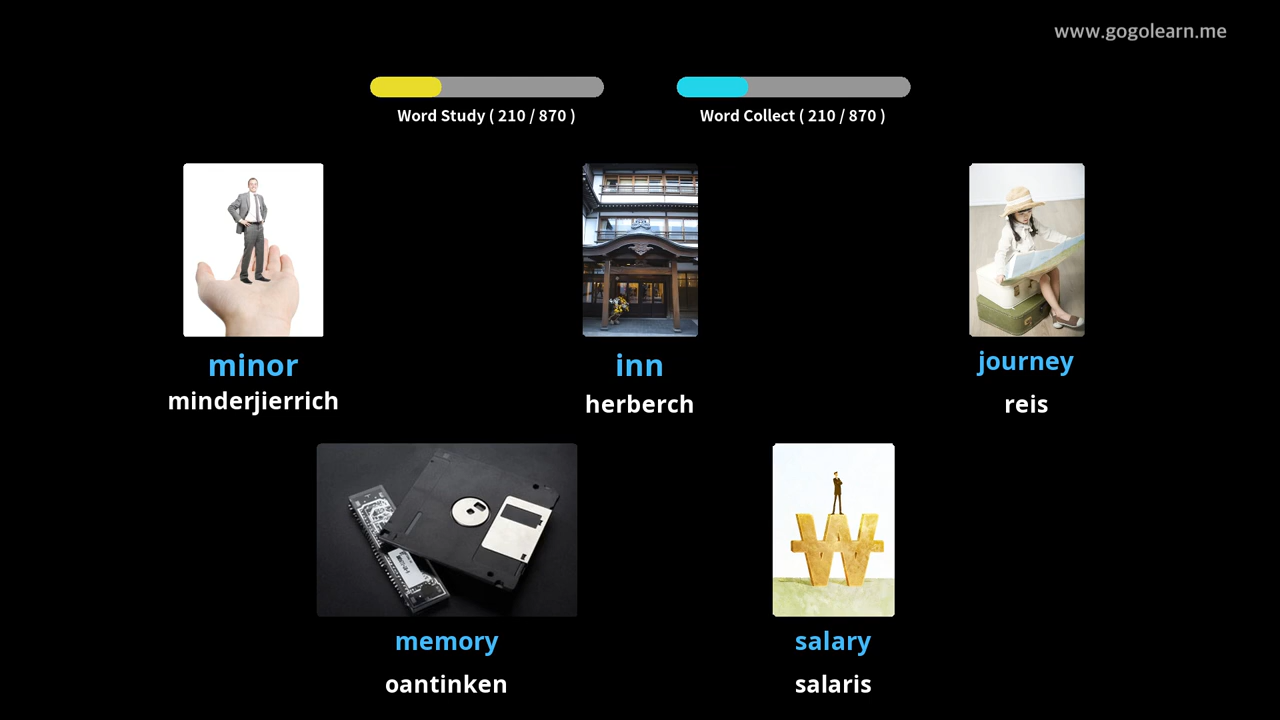 www.gogolearn.me
Word Study ( 210 / 870 )
Word Collect ( 210 / 870 )
minor
minderjierrich
inn
herberch
journey
reis
memory
oantinken
salary
salaris